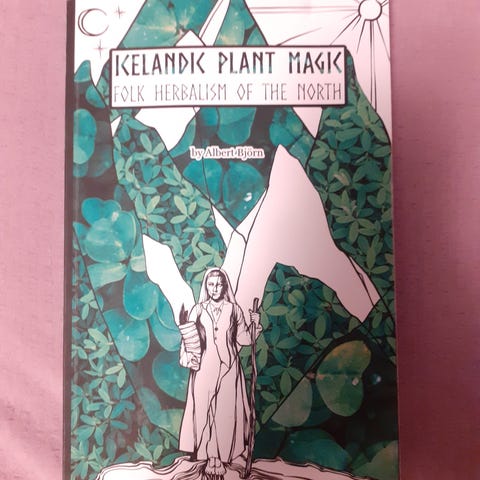 ICELANDIC PLANT MAGIC
FOLK HERBALISM OF THE NORTH
by Albert Björn